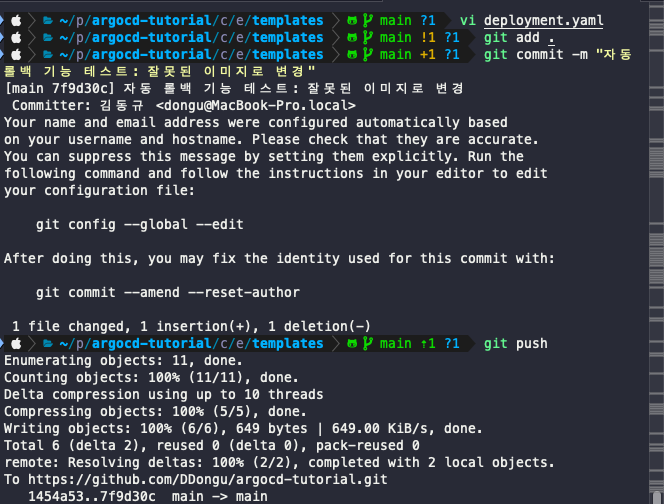 ~/p/argocd-tutorial/c/e/templates main ?1 vi deployment.yaml
~/p/argocd-tutorial/c/e/templates main !1 ?1 git add .
~/p/argocd-tutorial/c/e/templates main +1 ?1 git commit -m "자동
롤백 기능 테스트: 잘못된 이미지로 변경"
[main 7f9d30c] 자동 롤백 기능 테스트: 잘못된 이미지로 변경
Committer: 김동규 <dongu@MacBook-Pro.local>
Your name and email address were configured automatically based
on your username and hostname. Please check that they are accurate.
You can suppress this message by setting them explicitly. Run the
following command and follow the instructions in your editor to edit
your configuration file:
git config --global --edit
After doing this, you may fix the identity used for this commit with:
git commit --amend --reset-author
1 file changed, 1 insertion(+), 1 deletion(-)
~/p/argocd-tutorial/c/e/templates main ↑1 ?1 git push
Enumerating objects: 11, done.
Counting objects: 100% (11/11), done.
Delta compression using up to 10 threads
Compressing objects: 100% (5/5), done.
Writing objects: 100% (6/6), 649 bytes | 649.00 KiB/s, done.
Total 6 (delta 2), reused 0 (delta 0), pack-reused 0
remote: Resolving deltas: 100% (2/2), completed with 2 local objects.
To https://github.com/DDongu/argocd-tutorial.git
1454a53..7f9d30c main -> main